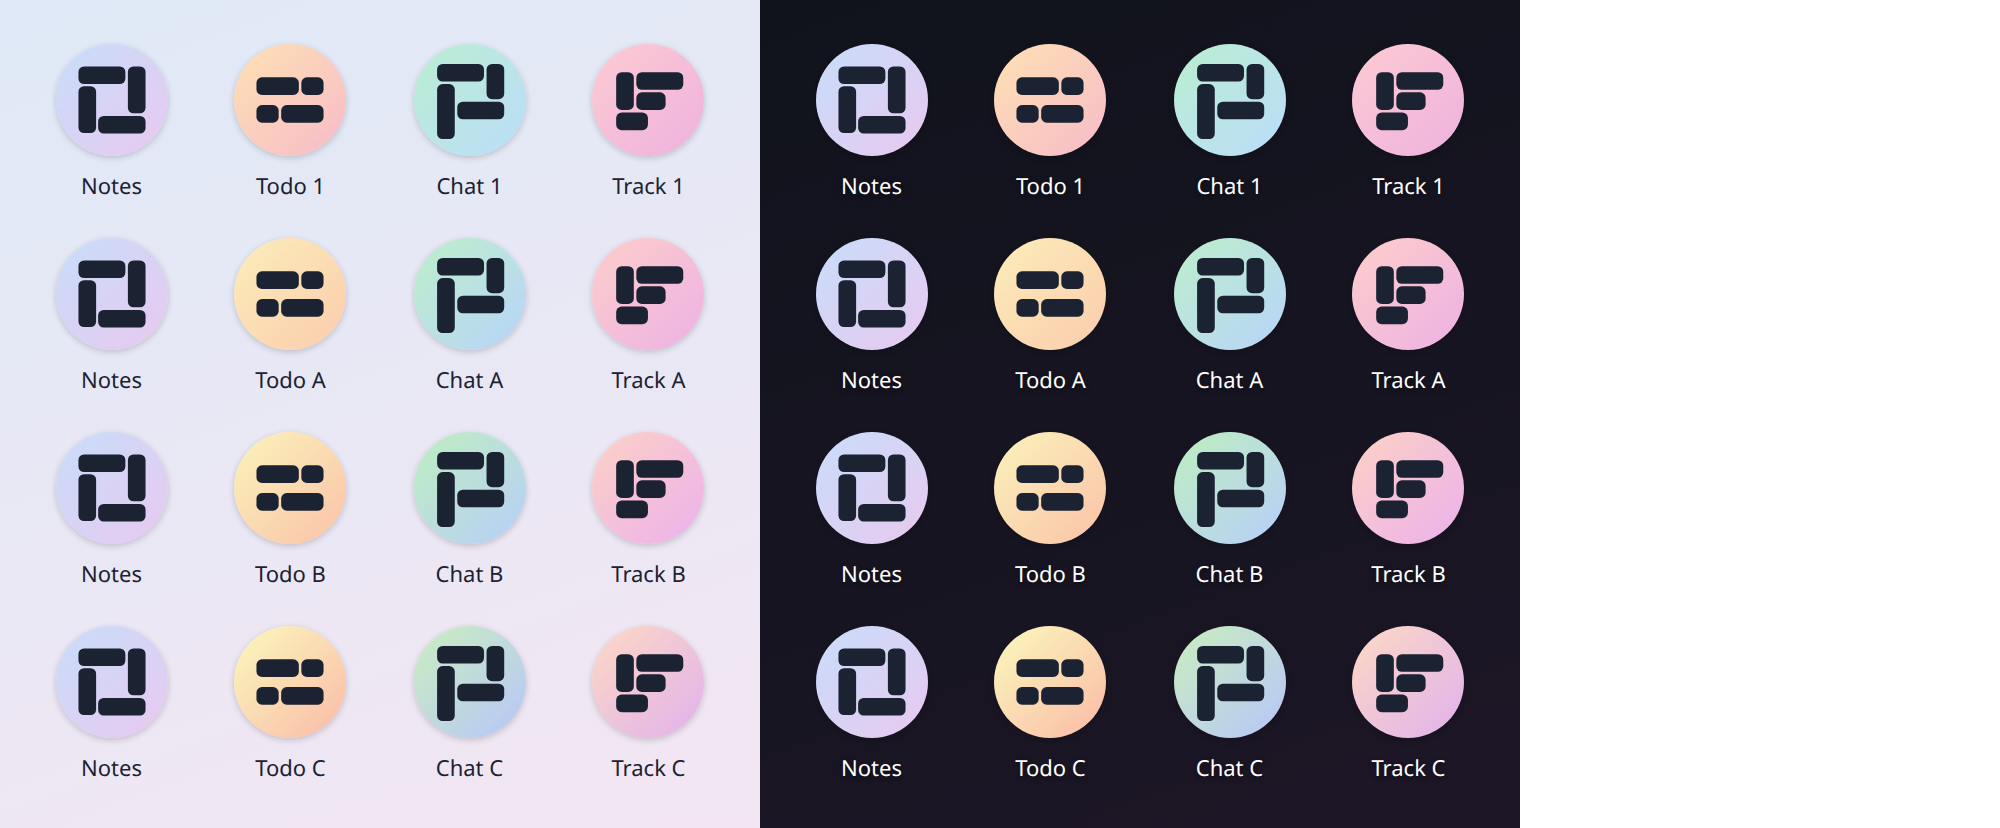 Notes Todo 1 Chat 1 Track 1 Notes Todo 1 Chat 1 Track 1
Notes Todo A Chat A Track A Notes Todo A Chat A Track A
Notes Todo B Chat B Track B Notes Todo B Chat B Track B
Notes Todo C Chat C Track C Notes Todo C Chat C Track C